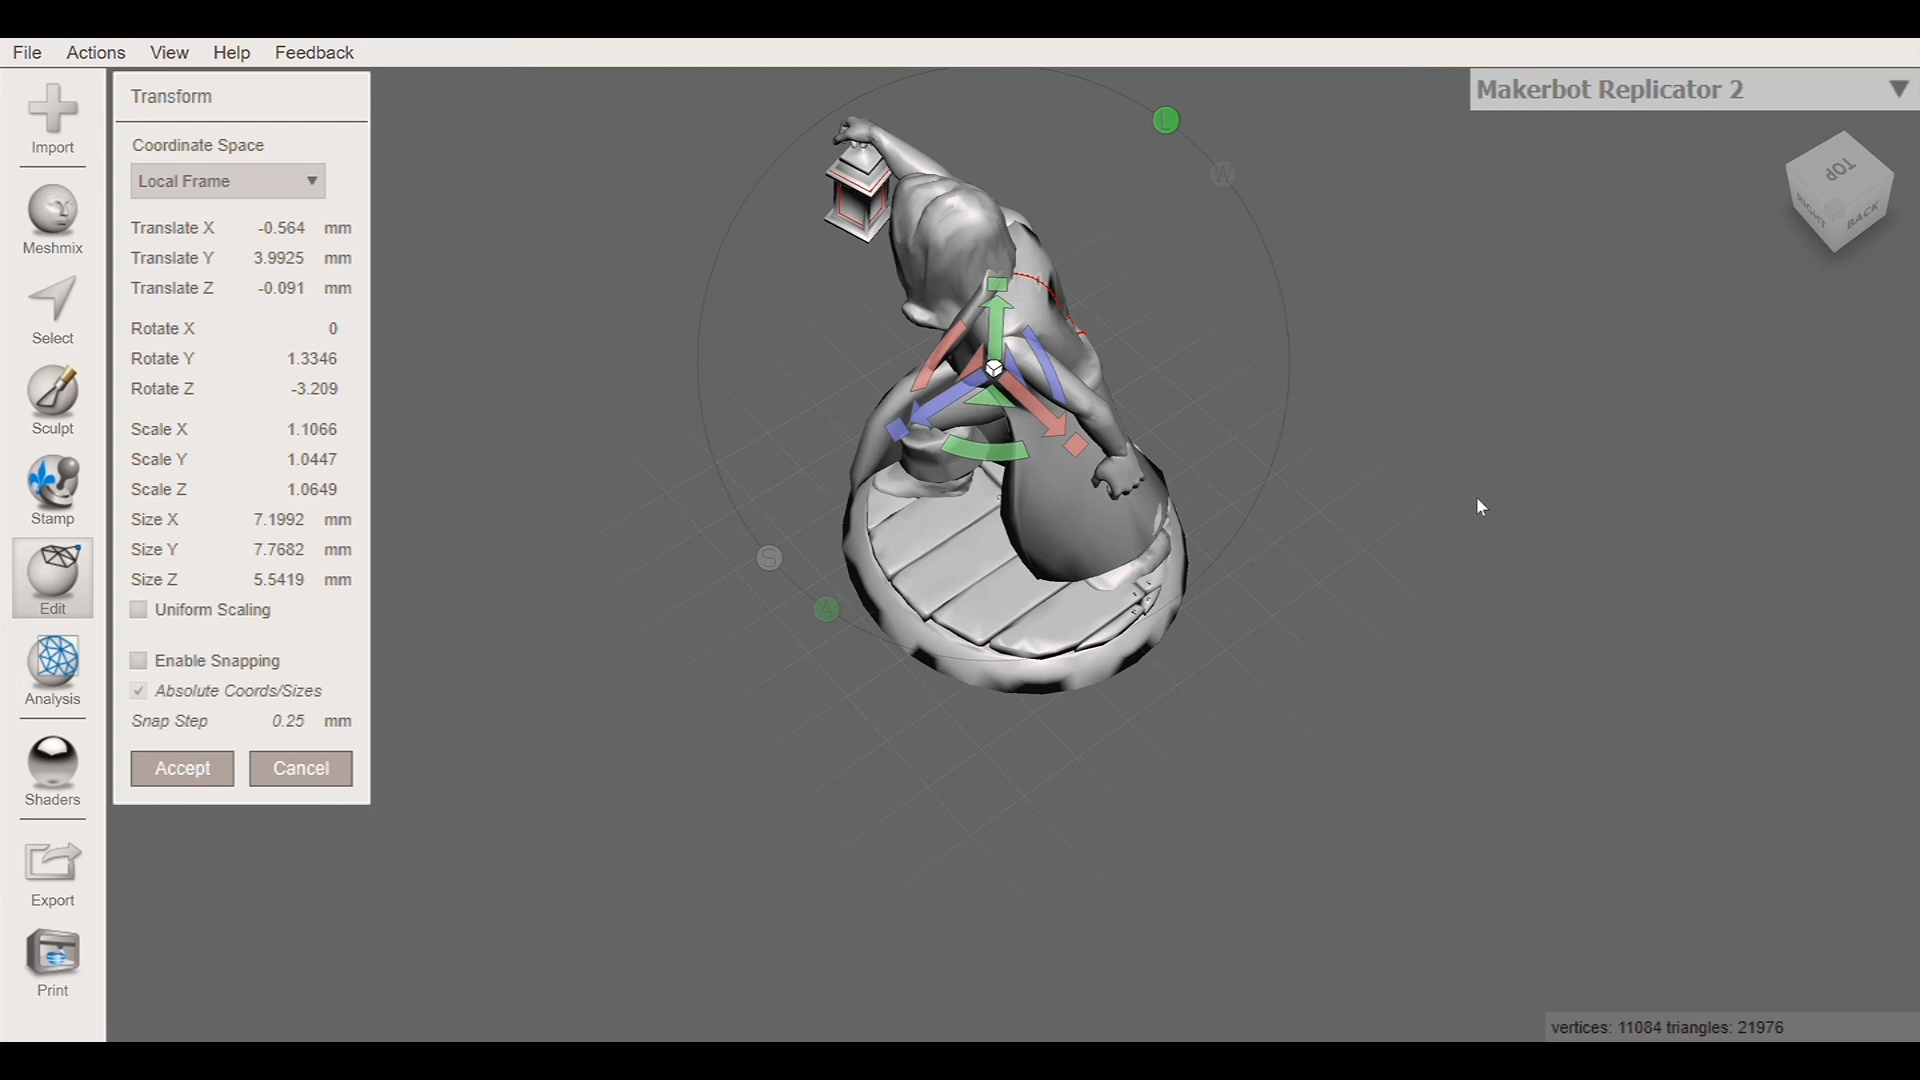 File Actions View Help Feedback
Import
Meshmix
Select
Sculpt
Stamp
Edit
Analysis
Shaders
Export
Print
Transform
Coordinate Space
Local Frame
Translate X -0.564 mm
Translate Y 3.9925 mm
Translate Z -0.091 mm
Rotate X 0
Rotate Y 1.3346
Rotate Z -3.209
Scale X 1.1066
Scale Y 1.0447
Scale Z 1.0649
Size X 7.1992 mm
Size Y 7.7682 mm
Size Z 5.5419 mm
Uniform Scaling
Enable Snapping
Absolute Coords/Sizes
Snap Step 0.25 mm
Accept Cancel
L
W
S
A
Makerbot Replicator 2
TOP
RIGHT BACK
vertices: 11084 triangles: 21976